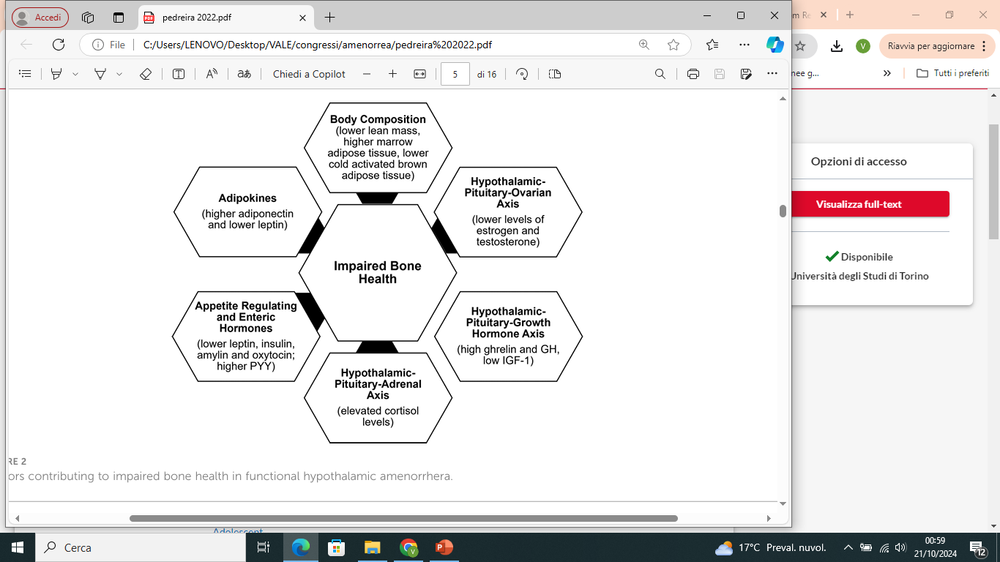 Accedi
pedreira 2022.pdf
File
C:/Users/LENOVO/Desktop/VALE/congressi/amenorrea/pedreira%202022.pdf
Riavvia per aggiornare
V
Chiedi a Copilot
5
di 16
nee g...
Tutti i preferiti
Body Composition
(lower lean mass,
higher marrow
adipose tissue, lower
cold activated brown
adipose tissue)
Adipokines
(higher adiponectin
and lower leptin)
Hypothalamic-
Pituitary-Ovarian
Axis
(lower levels of
estrogen and
testosterone)
Impaired Bone
Health
Appetite Regulating
and Enteric
Hormones
(lower leptin, insulin,
amylin and oxytocin;
higher PYY)
Hypothalamic-
Pituitary-Growth
Hormone Axis
(high ghrelin and GH,
low IGF-1)
Hypothalamic-
Pituitary-Adrenal
Axis
(elevated cortisol
levels)
RE 2
ors contributing to impaired bone health in functional hypothalamic amenorrhera.
Opzioni di accesso
Visualizza full-text
Disponibile
Università degli Studi di Torino
Adolescent
Cerca
17°C Preval. nuvol.
00:59
21/10/2024
12